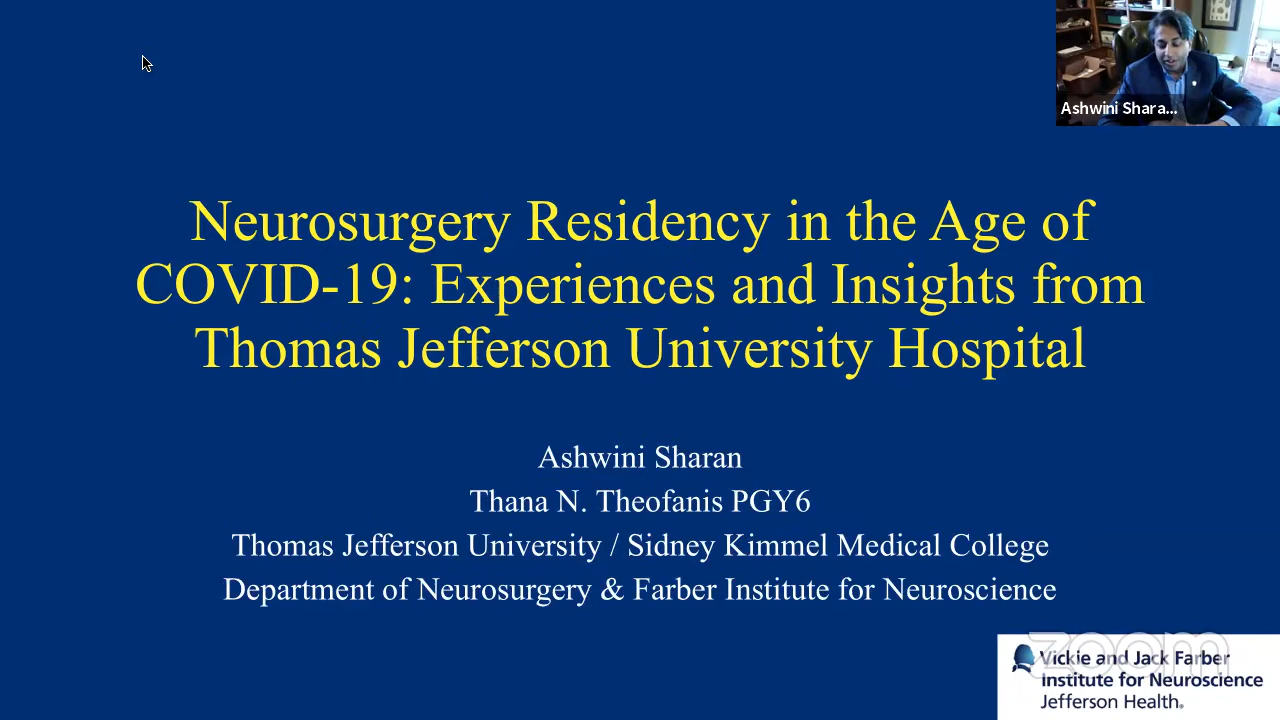 Ashwini Shara...
Neurosurgery Residency in the Age of
COVID-19: Experiences and Insights from
Thomas Jefferson University Hospital
Ashwini Sharan
Thana N. Theofanis PGY6
Thomas Jefferson University / Sidney Kimmel Medical College
Department of Neurosurgery & Farber Institute for Neuroscience
zoom
Vickie and Jack Farber
Institute for Neuroscience
Jefferson Health®